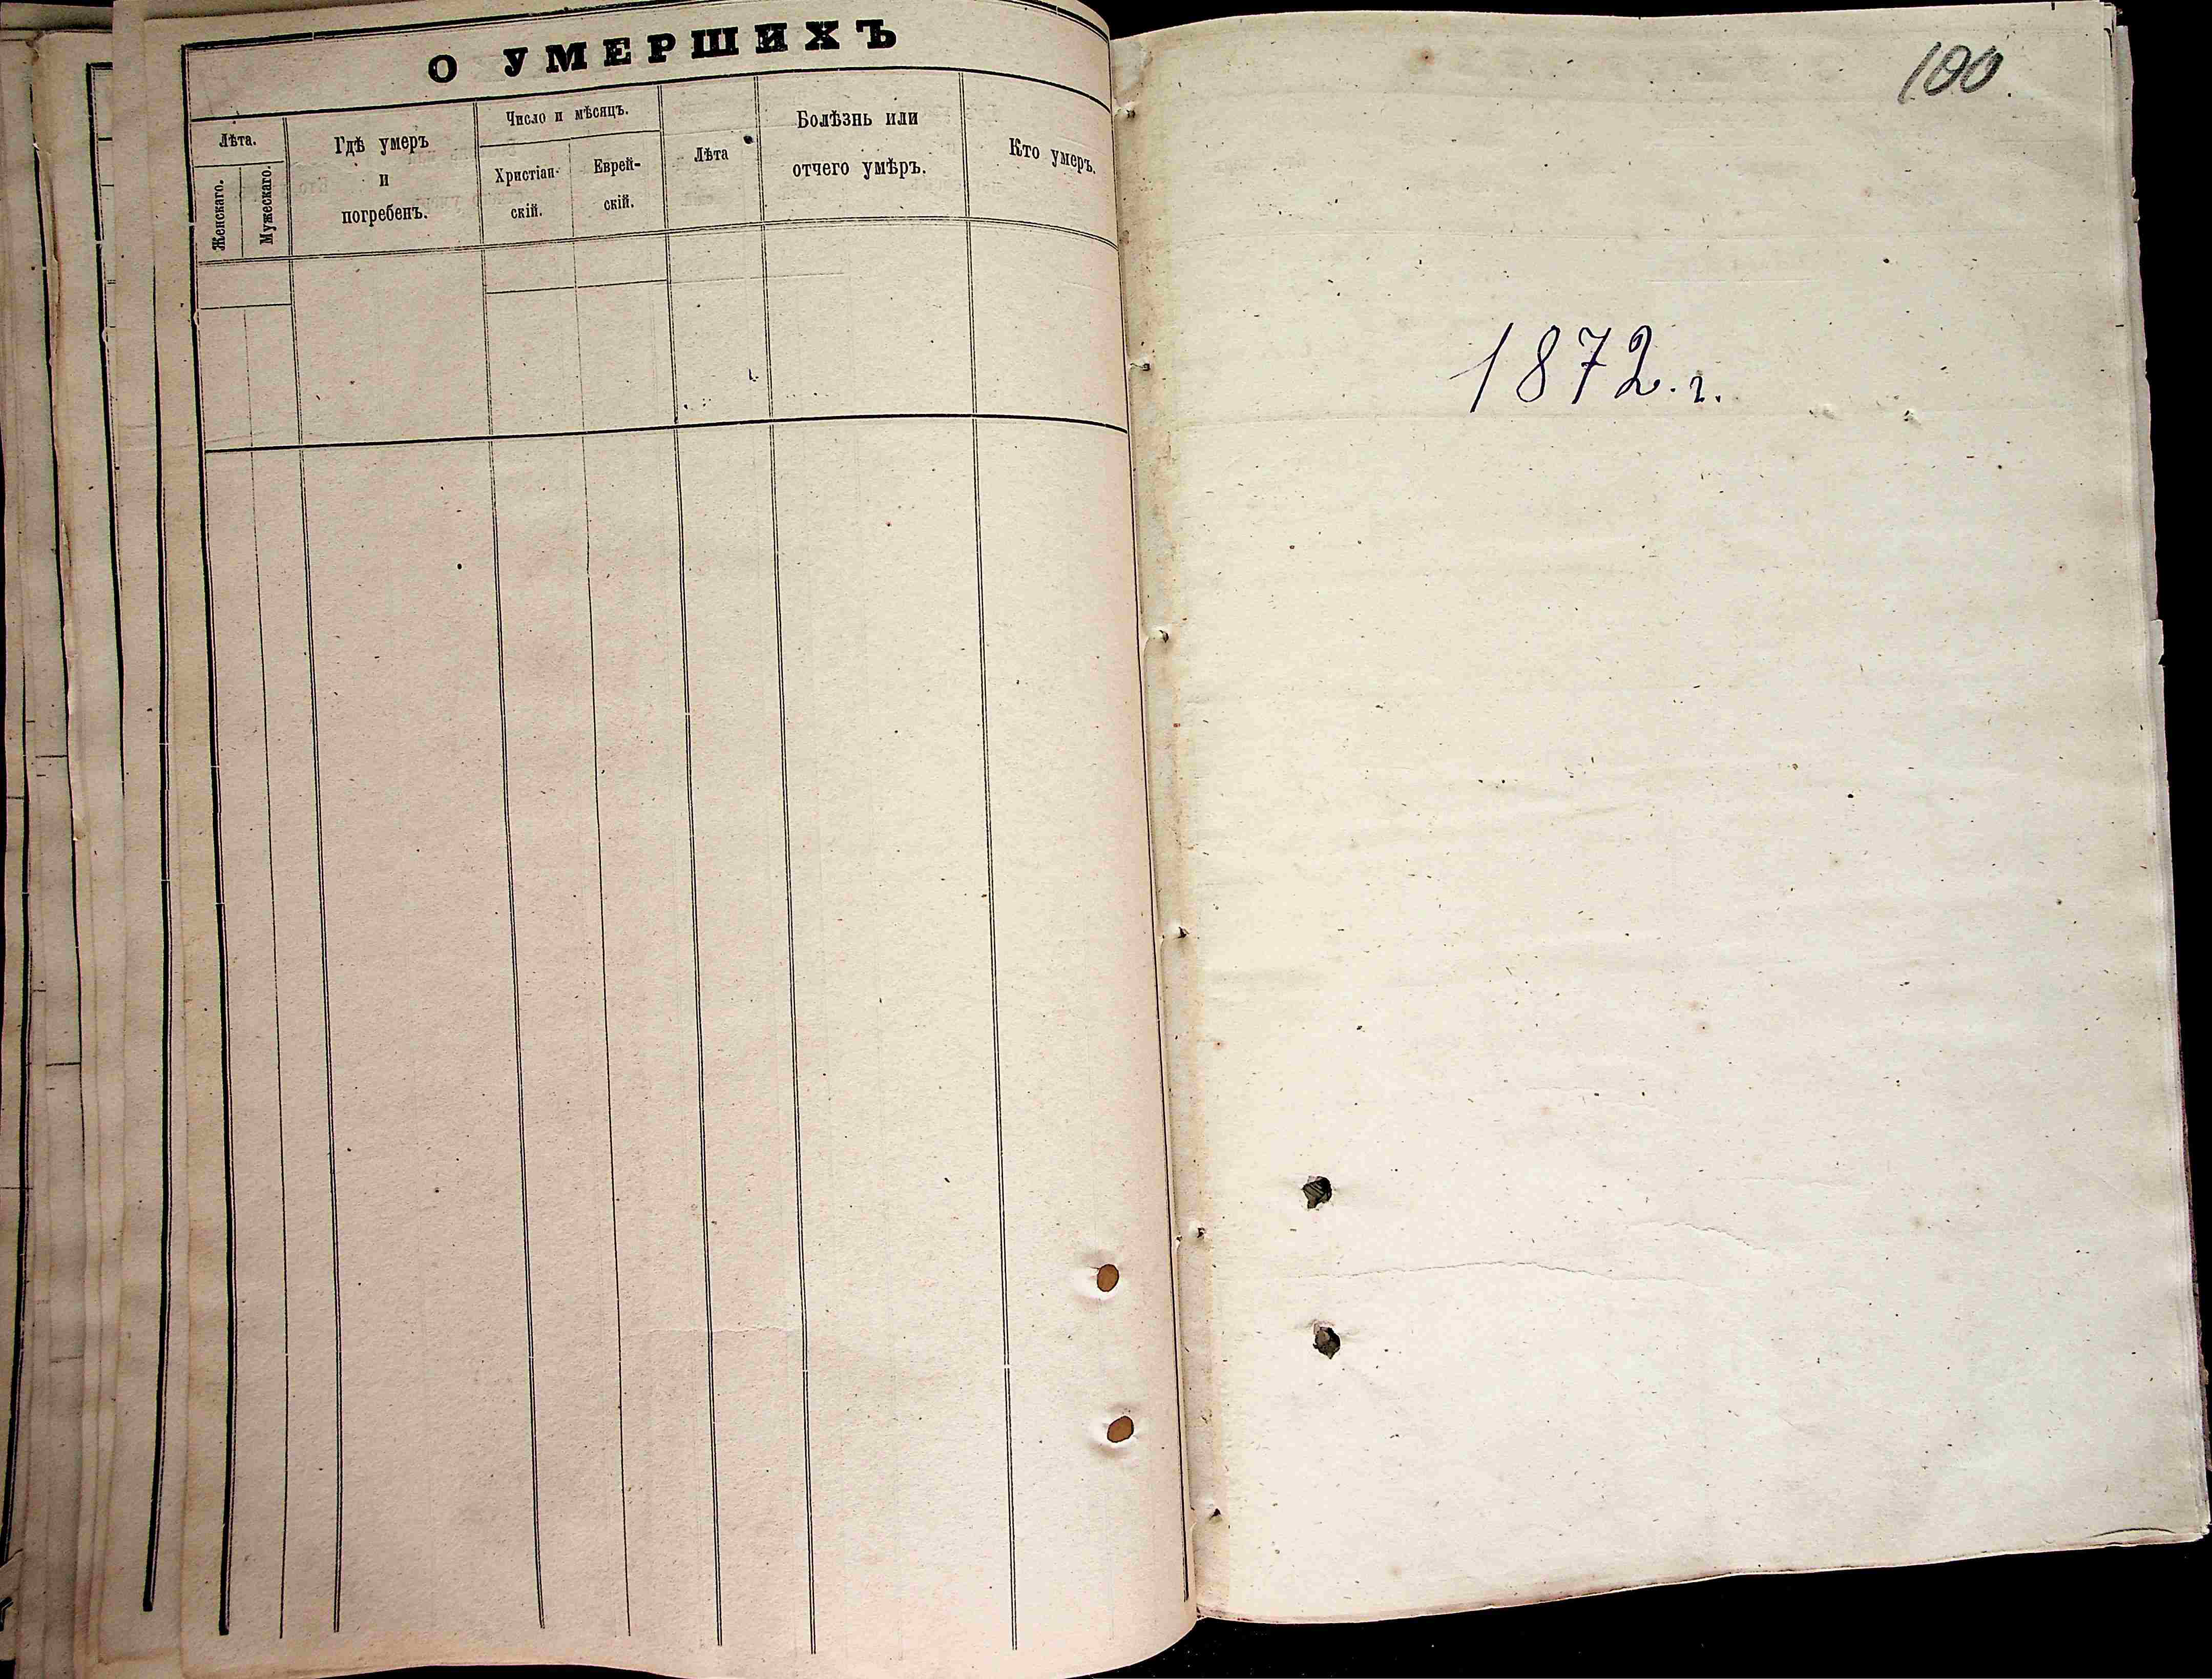 О УМЕРШИХЪ
Лѣта.
Женскаго.
Мужескаго.
Гдѣ умеръ
и
погребенъ.
Число и мѣсяцъ.
Христіан-
скій.
Еврей-
скій.
Лѣта
Болѣзнь или
отчего умѣръ.
Кто умеръ.
100
1872.г.